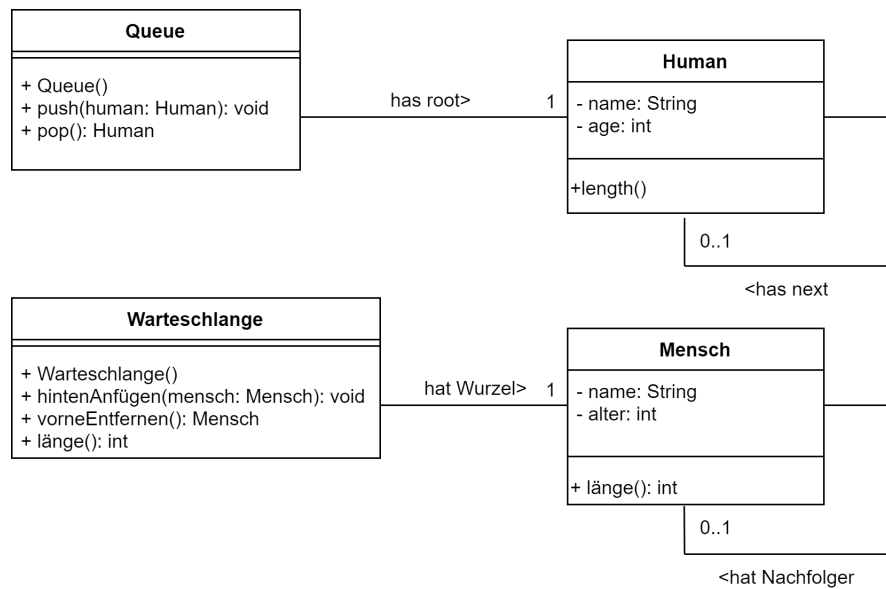 Queue
+ Queue()
+ push(human: Human): void
+ pop(): Human
has root>
1
Human
- name: String
- age: int
+length()
0..1
<has next
Warteschlange
+ Warteschlange()
+ hintenAnfügen(mensch: Mensch): void
+ vorneEntfernen(): Mensch
+ länge(): int
hat Wurzel>
1
Mensch
- name: String
- alter: int
+ länge(): int
0..1
<hat Nachfolger